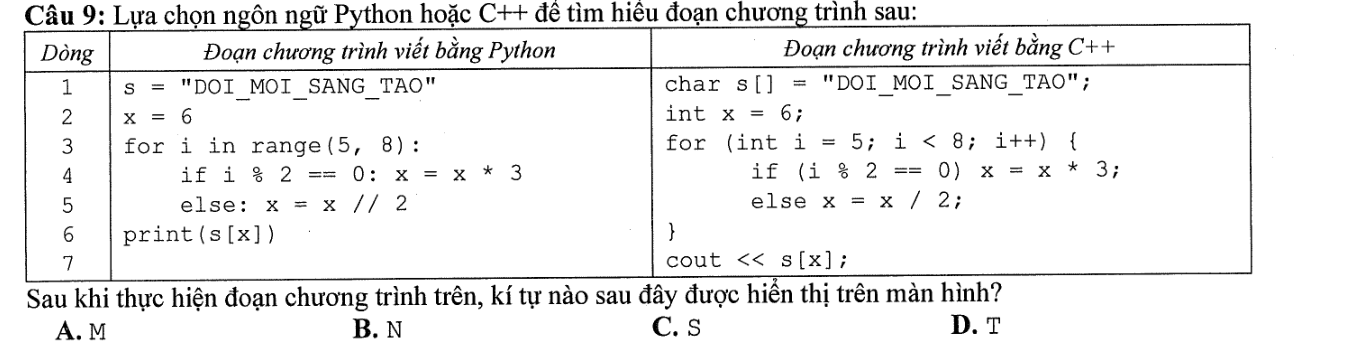 Câu 9: Lựa chọn ngôn ngữ Python hoặc C++ để tìm hiểu đoạn chương trình sau:
Dòng Đoạn chương trình viết bằng Python Đoạn chương trình viết bằng C++
1 s = "DOI_MOI_SANG_TAO" char s[] = "DOI_MOI_SANG_TAO";
2 x = 6 int x = 6;
3 for i in range(5, 8): for (int i = 5; i < 8; i++) {
4 if i % 2 == 0: x = x * 3 if (i % 2 == 0) x = x * 3;
5 else: x = x // 2 else x = x / 2;
6 print(s[x]) }
7 cout << s[x];
Sau khi thực hiện đoạn chương trình trên, kí tự nào sau đây được hiển thị trên màn hình?
A. M B. N C. S D. T